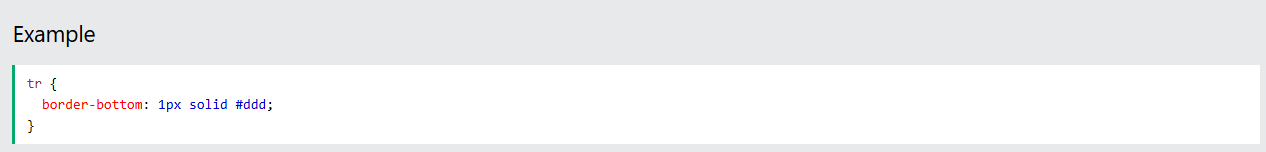 Example
tr {
  border-bottom: 1px solid #ddd;
}